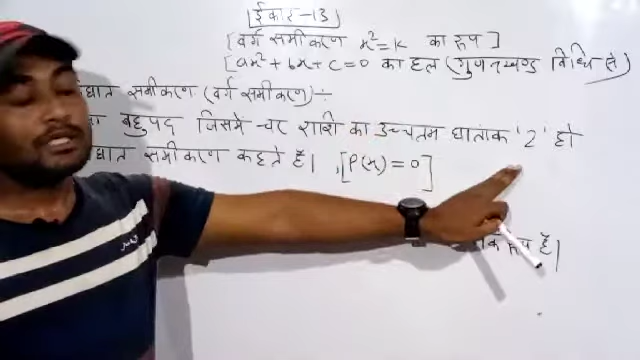 ईकाई-13
[वर्ग समीकरण x²=K का रूप]
[ax²+bx+c=0 का हल (गुणनखण्ड विधि से)
घात समीकरण (वर्ग समीकरण)÷
बहुपद जिसमे चर राशि का उच्चतम घातांक '2' हो
घात समीकरण कहते हैं। ,[P(x)=0]
रूप है।